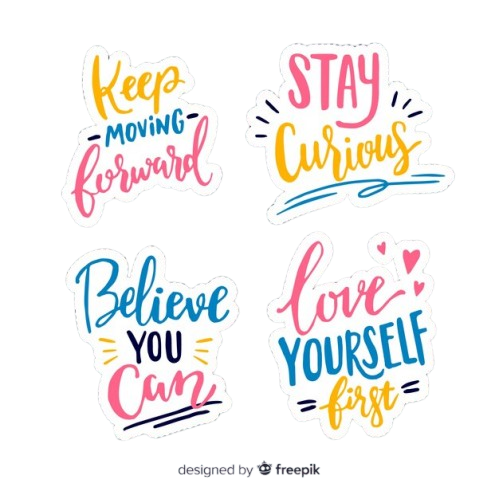 Keep
MOVING
forward
STAY
Curious
Believe
YOU
Can
love
YOURSELF
first
designed by freepik